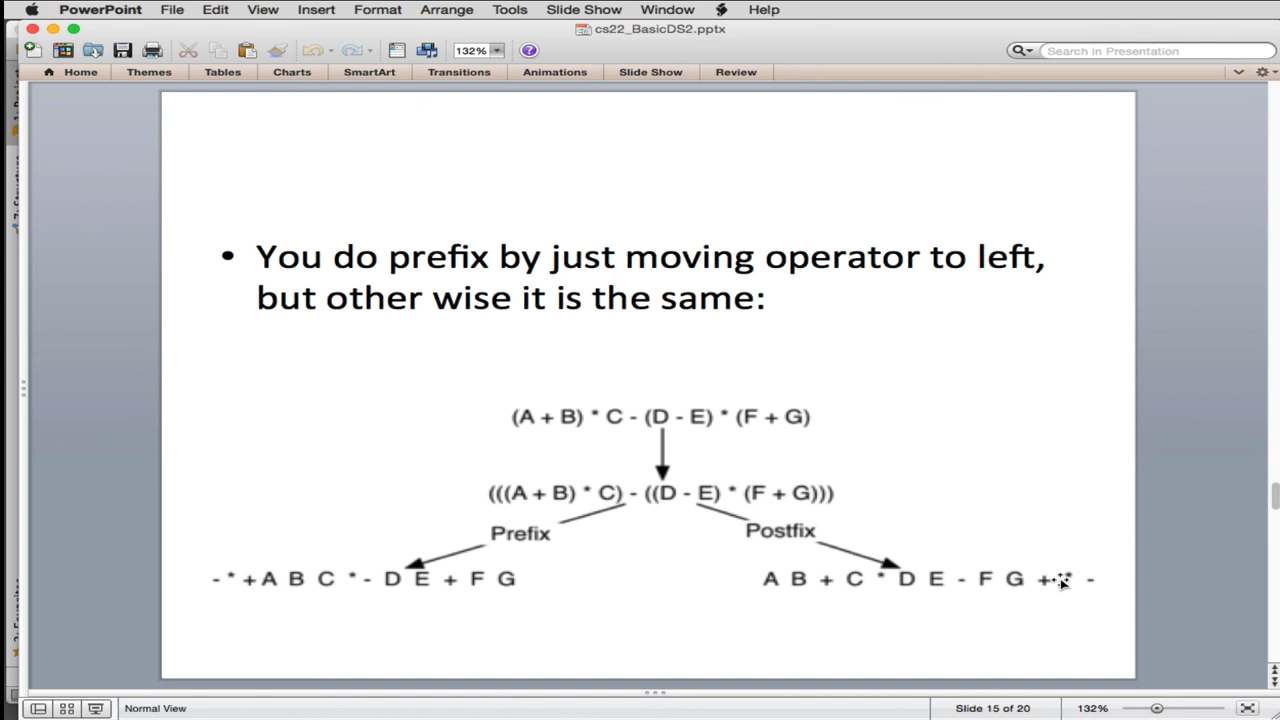 PowerPoint File Edit View Insert Format Arrange Tools Slide Show Window Help
cs22_BasicDS2.pptx
132% Search in Presentation
Home Themes Tables Charts SmartArt Transitions Animations Slide Show Review
• You do prefix by just moving operator to left,
but other wise it is the same:
(A + B) * C - (D - E) * (F + G)
(((A + B) * C) - ((D - E) * (F + G)))
Prefix Postfix
- * + A B C * - D E + F G A B + C * D E - F G + * -
Normal View Slide 15 of 20 132%